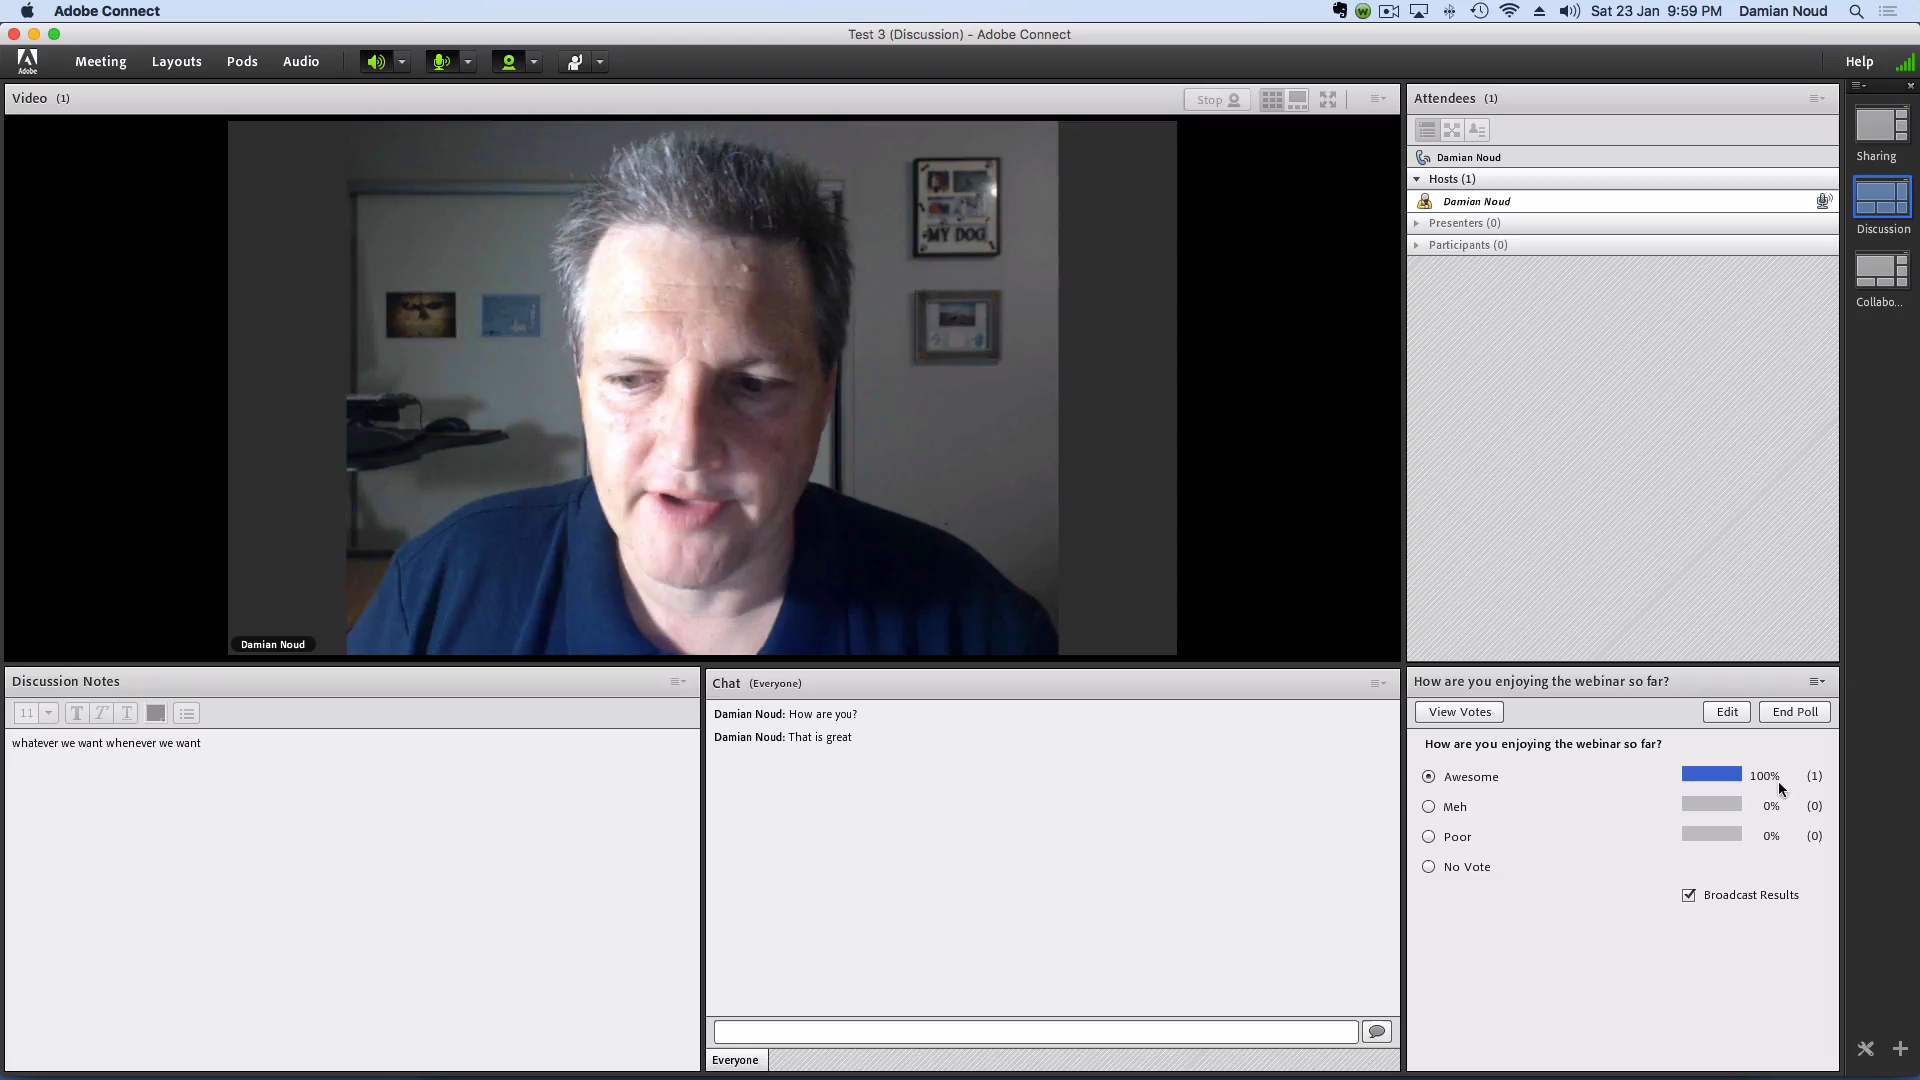 Adobe Connect
Sat 23 Jan 9:59 PM Damian Noud
Test 3 (Discussion) - Adobe Connect
Adobe
Meeting Layouts Pods Audio
Help
Video (1)
Stop
MY DOG
Damian Noud
Attendees (1)
Damian Noud
Hosts (1)
Damian Noud
Presenters (0)
Participants (0)
Sharing
Discussion
Collabo...
Discussion Notes
11
T T T
whatever we want whenever we want
Chat (Everyone)
Damian Noud: How are you?
Damian Noud: That is great
Everyone
How are you enjoying the webinar so far?
View Votes Edit End Poll
How are you enjoying the webinar so far?
Awesome 100% (1)
Meh 0% (0)
Poor 0% (0)
No Vote
Broadcast Results